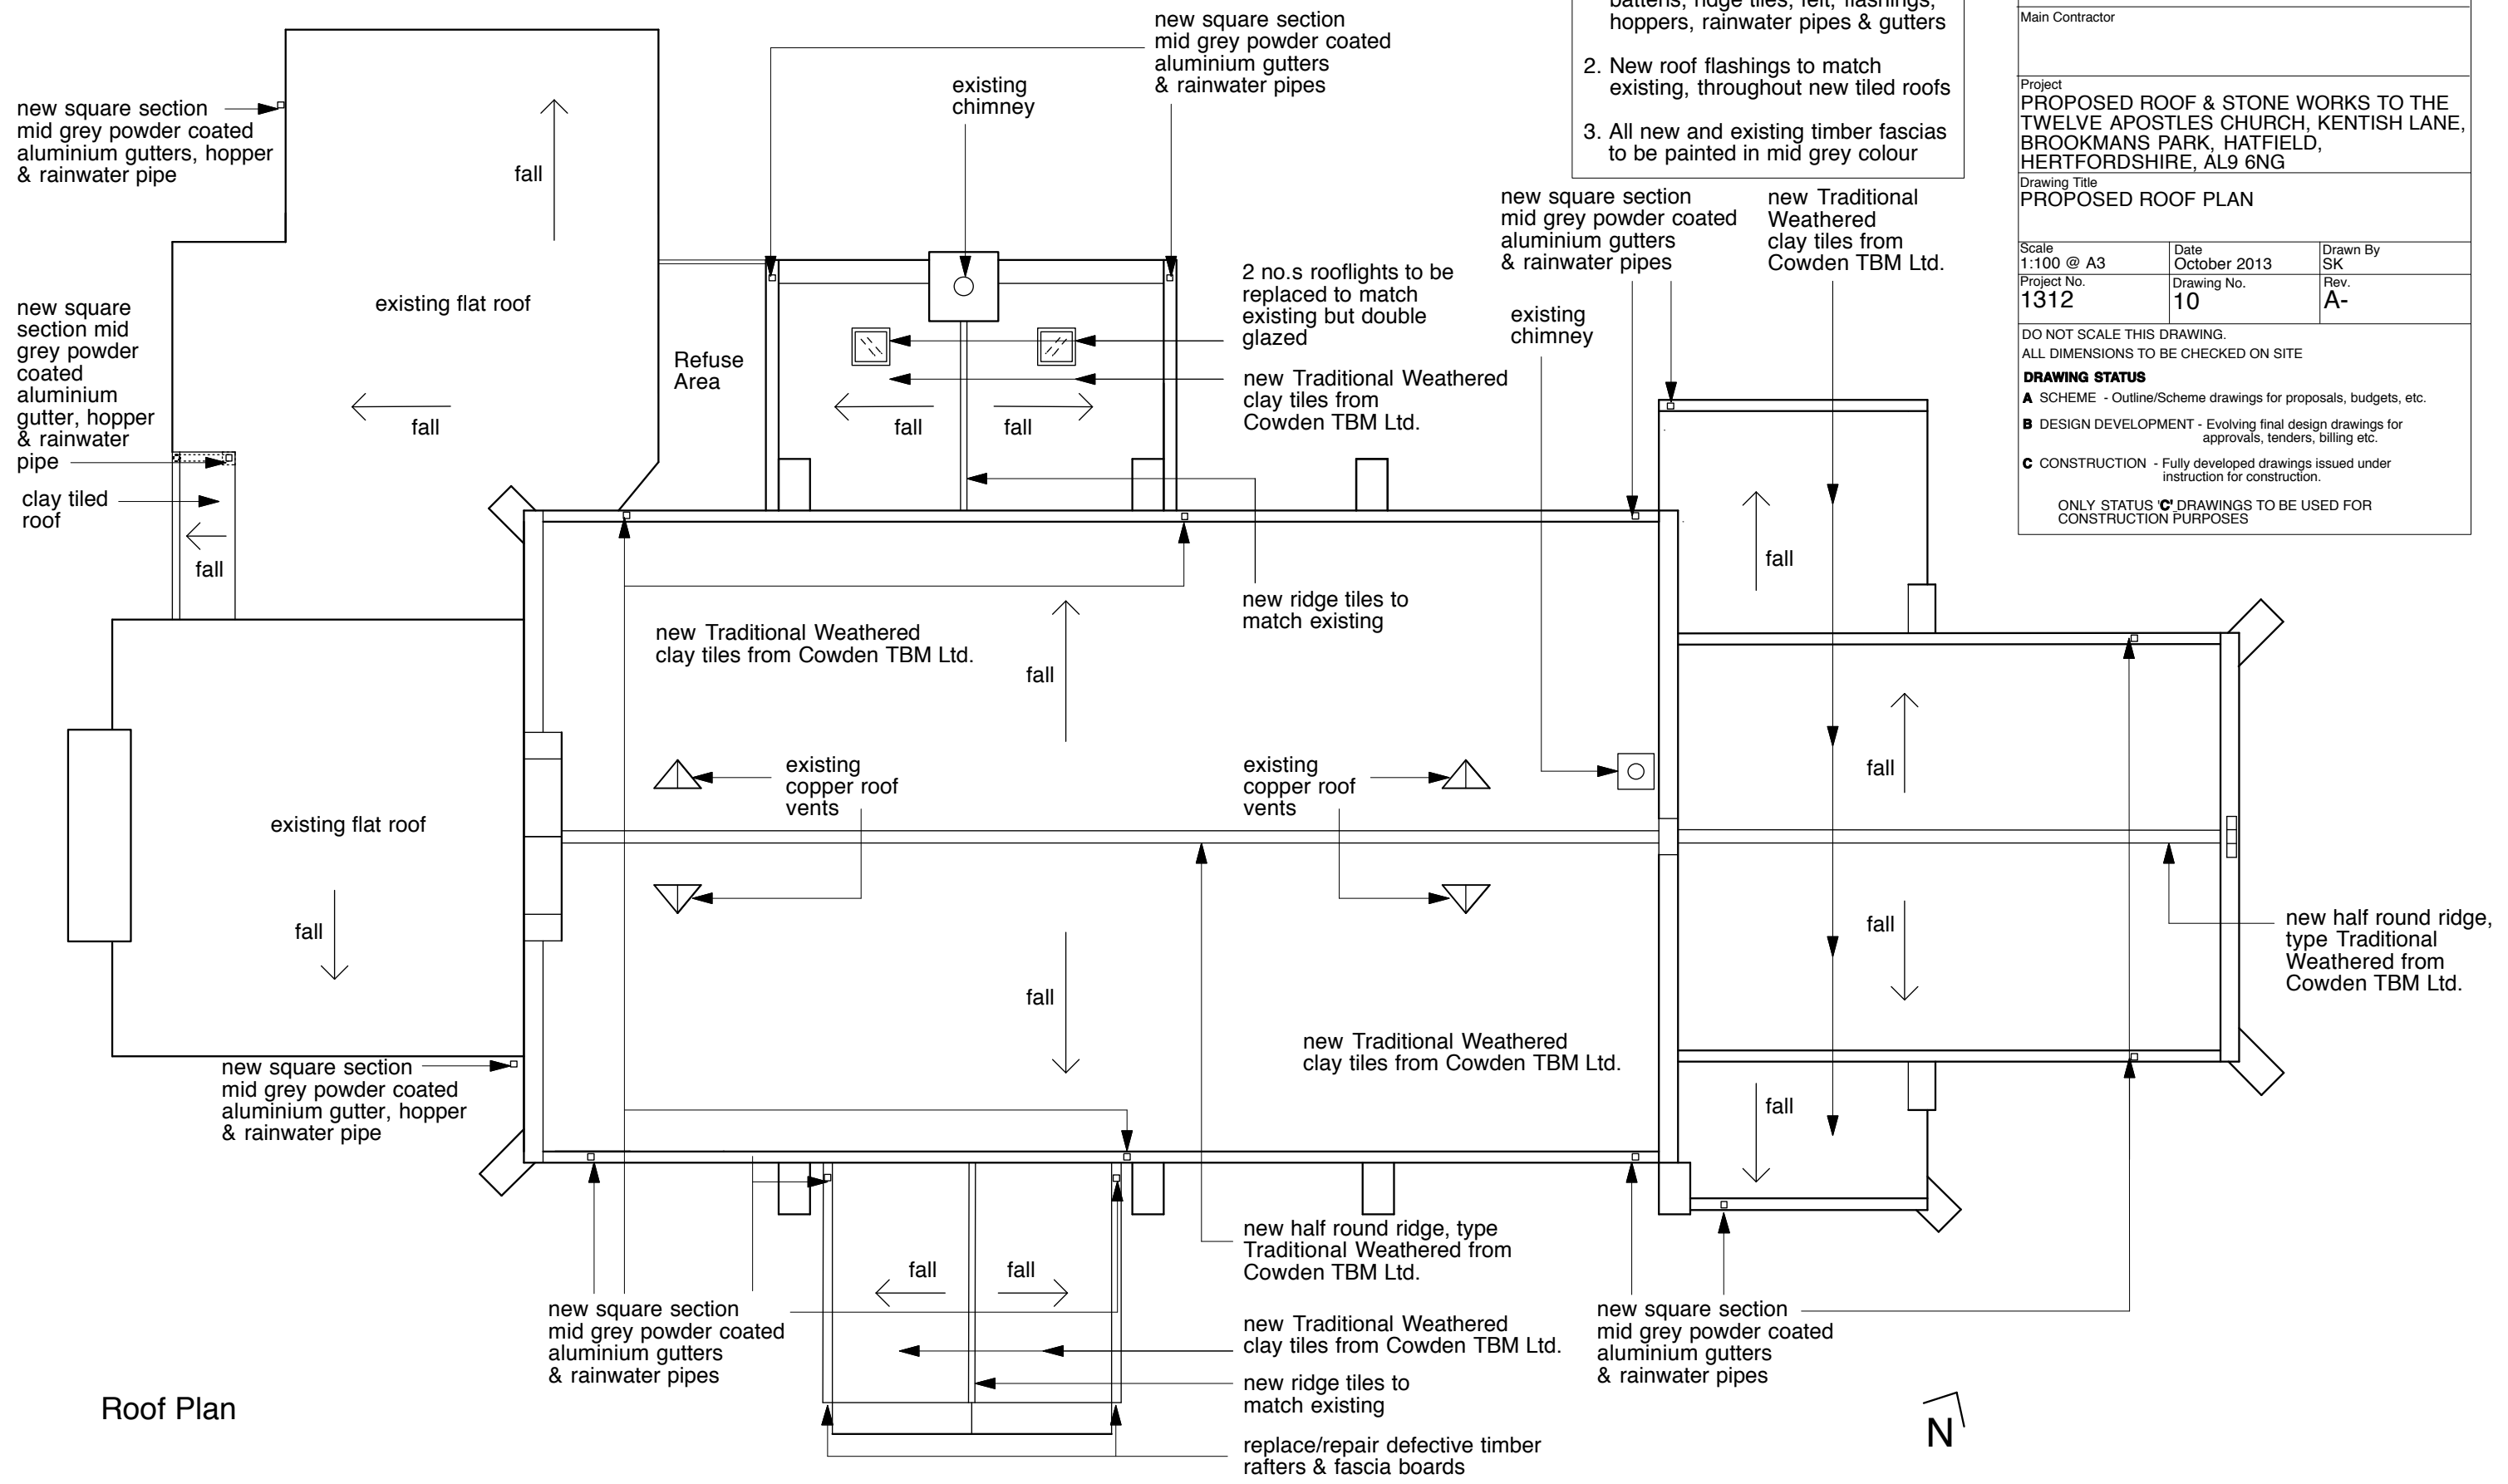 new square section
mid grey powder coated
aluminium gutters
& rainwater pipes
existing
chimney
new square section
mid grey powder coated
aluminium gutters, hopper
& rainwater pipe
fall
battens, ridge tiles, felt, flashings,
hoppers, rainwater pipes & gutters
2. New roof flashings to match
existing, throughout new tiled roofs
3. All new and existing timber fascias
to be painted in mid grey colour
Main Contractor
Project
PROPOSED ROOF & STONE WORKS TO THE
TWELVE APOSTLES CHURCH, KENTISH LANE,
BROOKMANS PARK, HATFIELD,
HERTFORDSHIRE, AL9 6NG
Drawing Title
PROPOSED ROOF PLAN
Scale
1:100 @ A3
Date
October 2013
Drawn By
SK
Project No.
1312
Drawing No.
10
Rev.
A-
DO NOT SCALE THIS DRAWING.
ALL DIMENSIONS TO BE CHECKED ON SITE
DRAWING STATUS
A SCHEME - Outline/Scheme drawings for proposals, budgets, etc.
B DESIGN DEVELOPMENT - Evolving final design drawings for
approvals, tenders, billing etc.
C CONSTRUCTION - Fully developed drawings issued under
instruction for construction.
ONLY STATUS 'C' DRAWINGS TO BE USED FOR
CONSTRUCTION PURPOSES
new square section
mid grey powder coated
aluminium gutters
& rainwater pipes
new Traditional
Weathered
clay tiles from
Cowden TBM Ltd.
existing flat roof
new square
section mid
grey powder
coated
aluminium
gutter, hopper
& rainwater
pipe
Refuse
Area
2 no.s rooflights to be
replaced to match
existing but double
glazed
existing
chimney
new Traditional Weathered
clay tiles from
Cowden TBM Ltd.
fall
fall
fall
clay tiled
roof
fall
fall
new ridge tiles to
match existing
new Traditional Weathered
clay tiles from Cowden TBM Ltd.
fall
existing
copper roof
vents
existing
copper roof
vents
fall
existing flat roof
fall
fall
fall
new half round ridge,
type Traditional
Weathered from
Cowden TBM Ltd.
new Traditional Weathered
clay tiles from Cowden TBM Ltd.
new square section
mid grey powder coated
aluminium gutter, hopper
& rainwater pipe
fall
new half round ridge, type
Traditional Weathered from
Cowden TBM Ltd.
fall
fall
new square section
mid grey powder coated
aluminium gutters
& rainwater pipes
new Traditional Weathered
clay tiles from Cowden TBM Ltd.
new square section
mid grey powder coated
aluminium gutters
& rainwater pipes
new ridge tiles to
match existing
replace/repair defective timber
rafters & fascia boards
Roof Plan
N